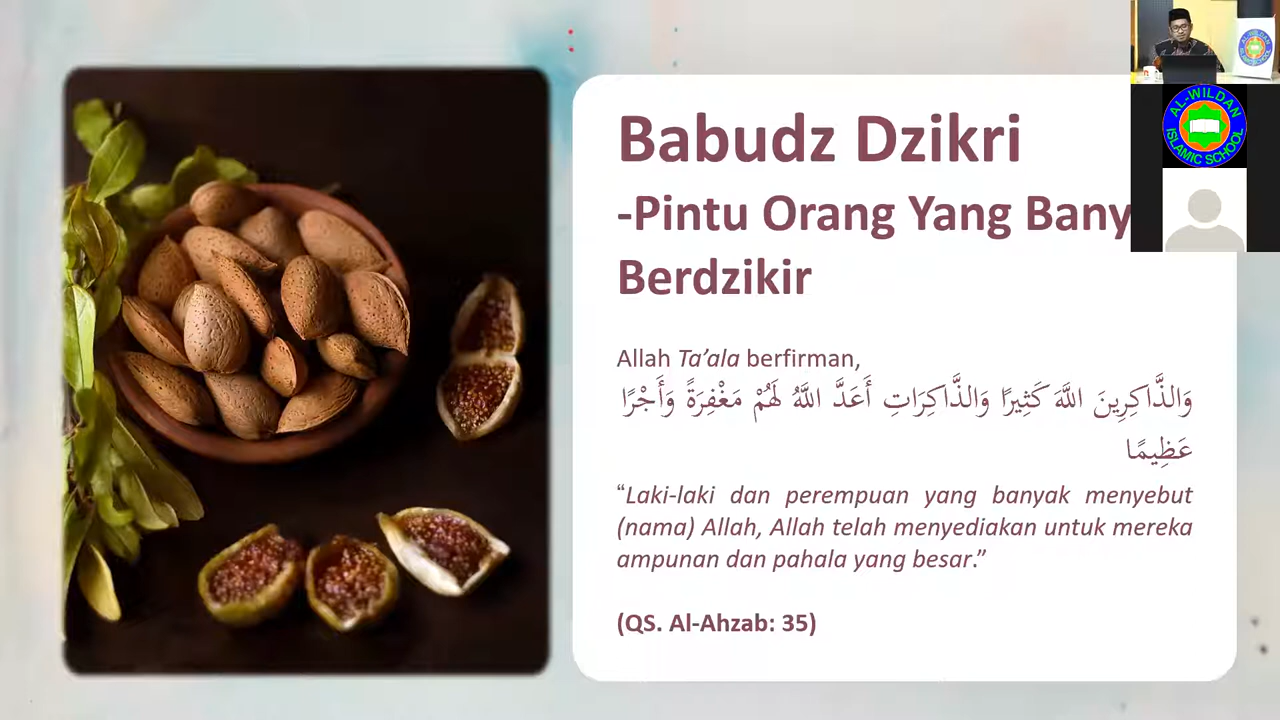 Babudz Dzikri
-Pintu Orang Yang Bany
Berdzikir
Allah Ta’ala berfirman,
وَالذَّاكِرِينَ اللَّهَ كَثِيرًا وَالذَّاكِرَاتِ أَعَدَّ اللَّهُ لَهُمْ مَغْفِرَةً وَأَجْرًا
عَظِيمًا
“Laki-laki dan perempuan yang banyak menyebut
(nama) Allah, Allah telah menyediakan untuk mereka
ampunan dan pahala yang besar.”
(QS. Al-Ahzab: 35)
AL-WILDAN
ISLAMIC SCHOOL